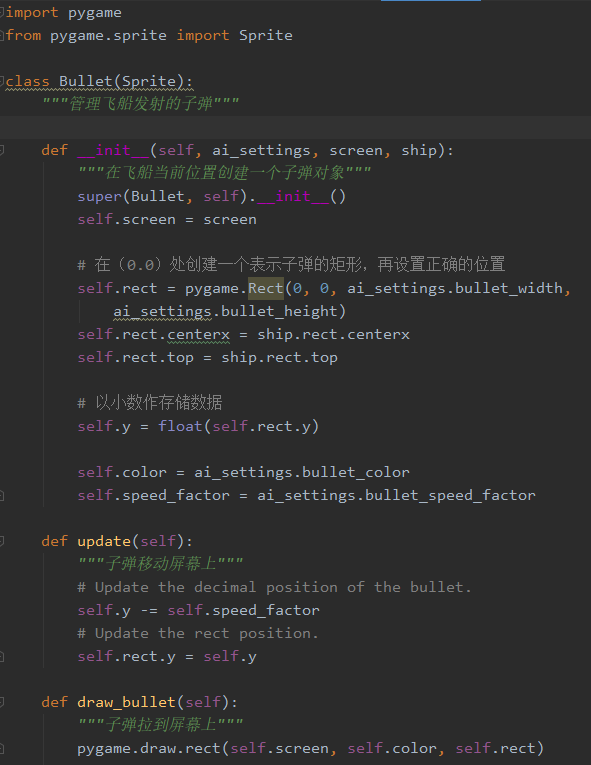 import pygame
from pygame.sprite import Sprite
class Bullet(Sprite):
"""管理飞船发射的子弹"""
def __init__(self, ai_settings, screen, ship):
"""在飞船当前位置创建一个子弹对象"""
super(Bullet, self).__init__()
self.screen = screen
# 在（0.0）处创建一个表示子弹的矩形，再设置正确的位置
self.rect = pygame.Rect(0, 0, ai_settings.bullet_width,
ai_settings.bullet_height)
self.rect.centerx = ship.rect.centerx
self.rect.top = ship.rect.top
# 以小数作存储数据
self.y = float(self.rect.y)
self.color = ai_settings.bullet_color
self.speed_factor = ai_settings.bullet_speed_factor
def update(self):
"""子弹移动屏幕上"""
# Update the decimal position of the bullet.
self.y -= self.speed_factor
# Update the rect position.
self.rect.y = self.y
def draw_bullet(self):
"""子弹拉到屏幕上"""
pygame.draw.rect(self.screen, self.color, self.rect)